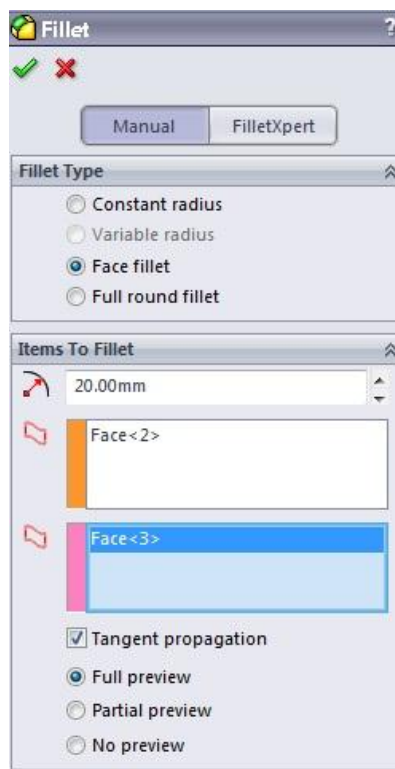 Fillet ?
Manual FilletXpert
Fillet Type
Constant radius
Variable radius
Face fillet
Full round fillet
Items To Fillet
20.00mm
Face<2>
Face<3>
Tangent propagation
Full preview
Partial preview
No preview